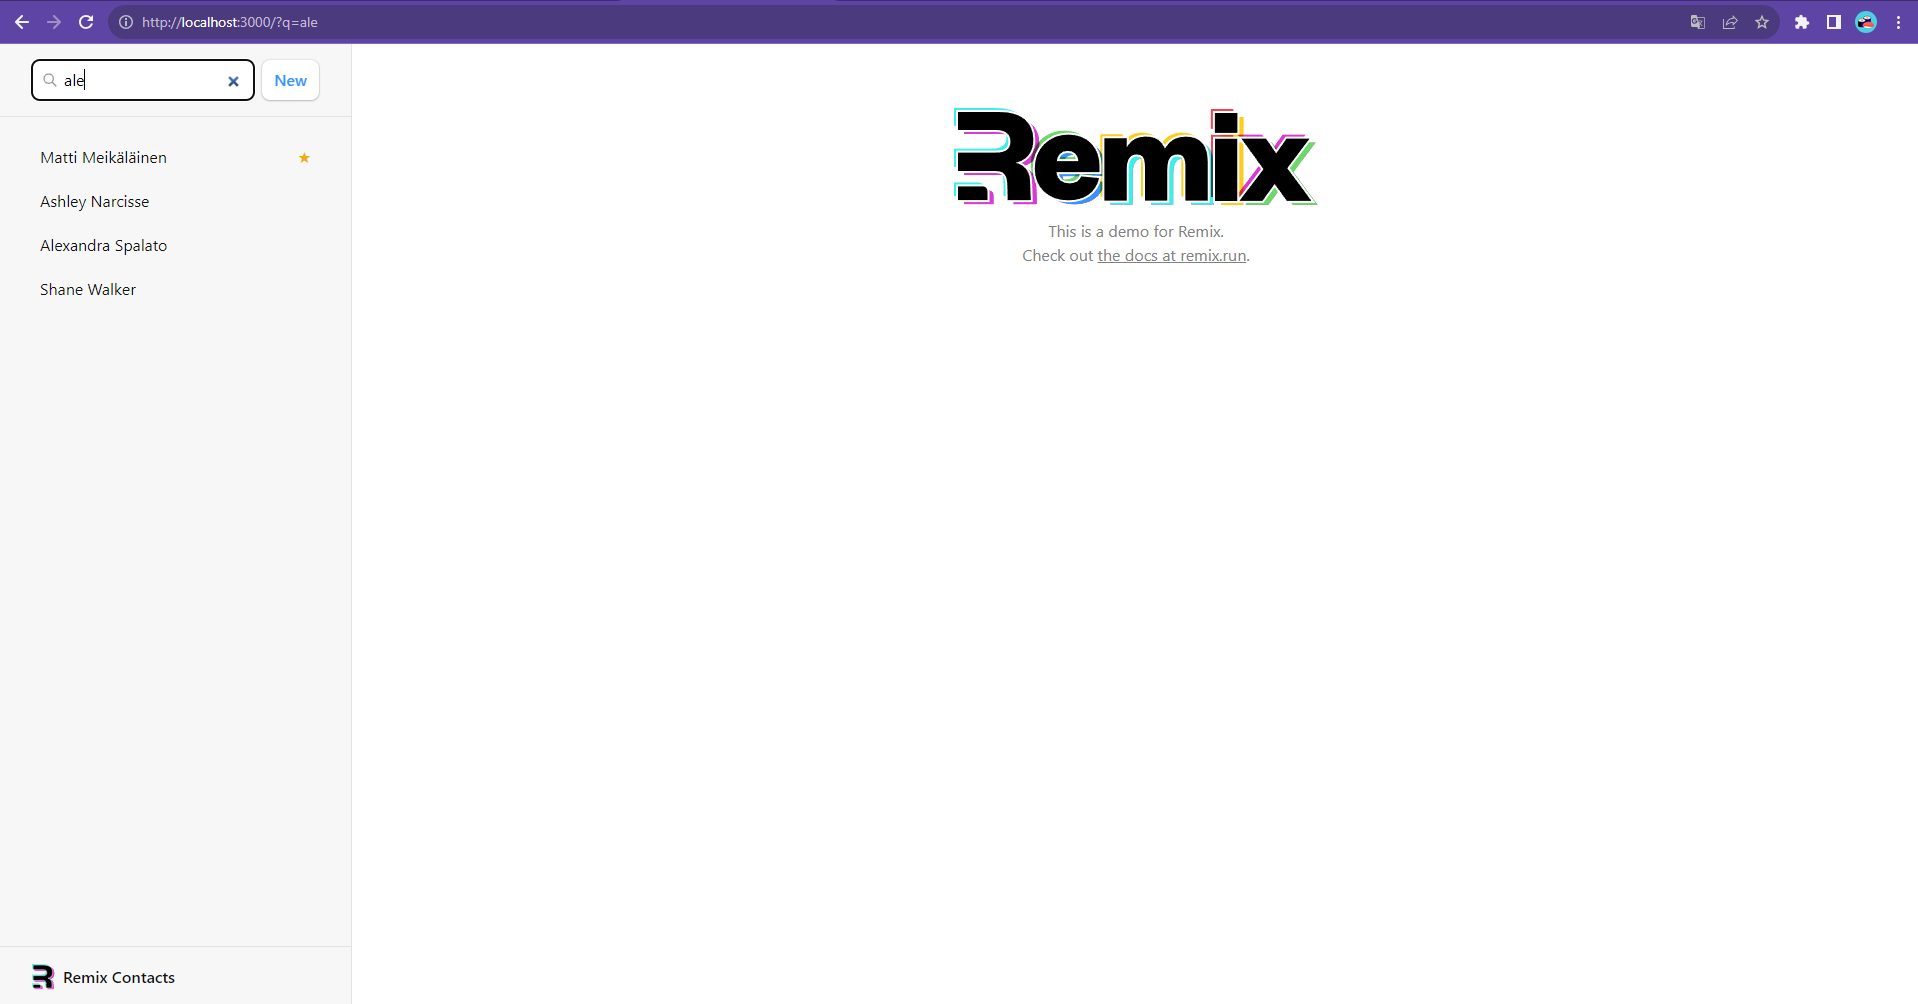 http://localhost:3000/?q=ale
ale
New
Matti Meikäläinen
Ashley Narcisse
Alexandra Spalato
Shane Walker
Remix
This is a demo for Remix.
Check out the docs at remix.run.
Remix Contacts